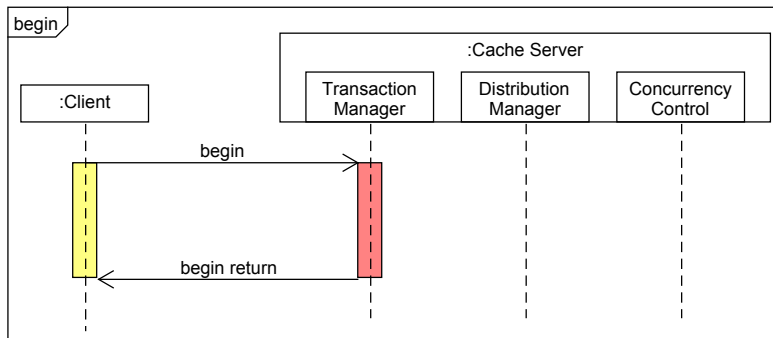 begin
:Cache Server
:Client
Transaction
Manager
Distribution
Manager
Concurrency
Control
begin
begin return